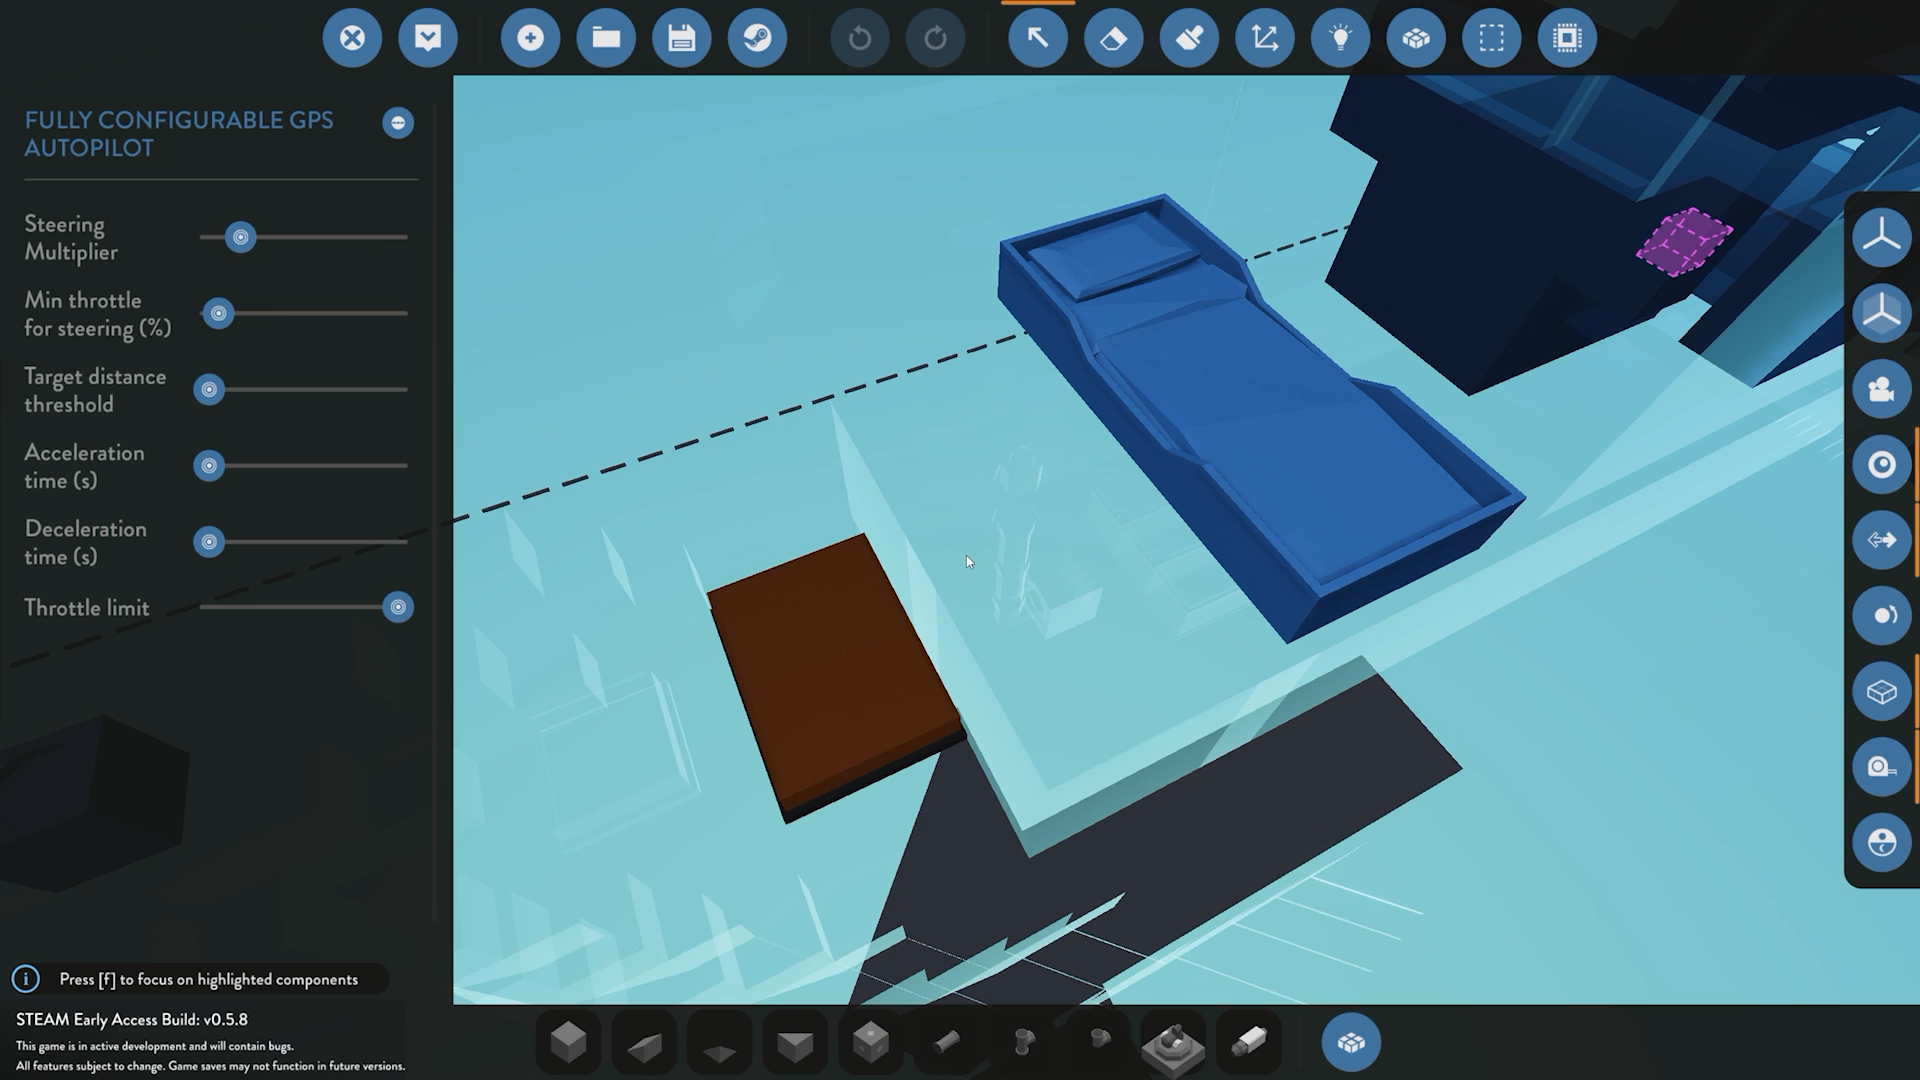 FULLY CONFIGURABLE GPS
AUTOPILOT
Steering
Multiplier
Min throttle
for steering (%)
Target distance
threshold
Acceleration
time (s)
Deceleration
time (s)
Throttle limit
Press [f] to focus on highlighted components
STEAM Early Access Build: v0.5.8
This game is in active development and will contain bugs.
All features subject to change. Game saves may not function in future versions.